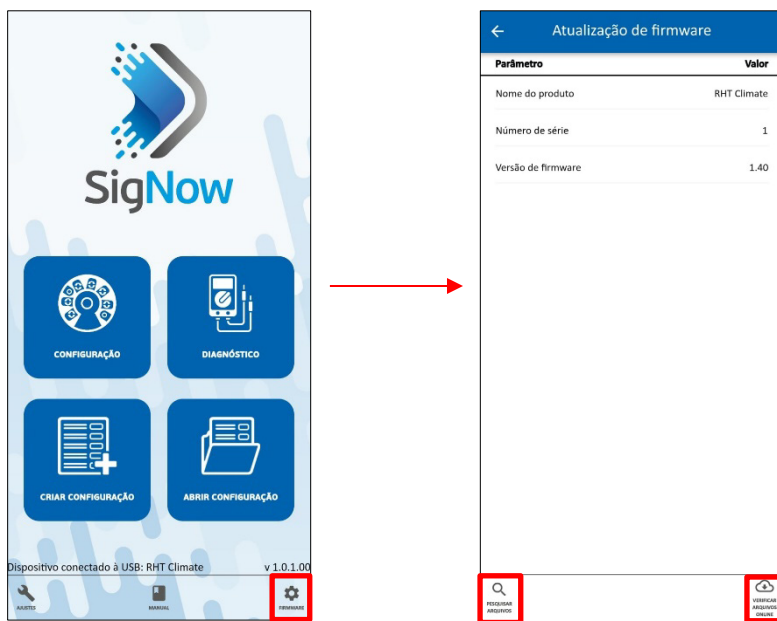 SigNow
CONFIGURAÇÃO
DIAGNÓSTICO
CRIAR CONFIGURAÇÃO
ABRIR CONFIGURAÇÃO
Dispositivo conectado à USB: RHT Climate v 1.0.1.00
AJUSTES MANUAL FIRMWARE
Atualização de firmware
Parâmetro Valor
Nome do produto RHT Climate
Número de série 1
Versão de firmware 1.40
PESQUISAR
ARQUIVOS
VERIFICAR
ARQUIVOS
ONLINE